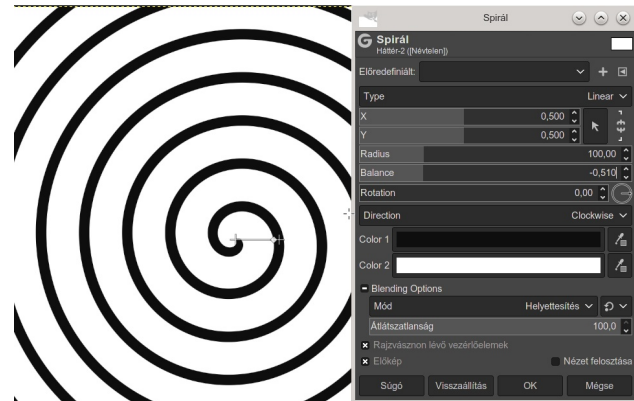 Spirál
G Spirál
Háttér-2 ([Névtelen])
Előredefiniált:
Type Linear
X 0,500
Y 0,500
Radius 100,00
Balance -0,510
Rotation 0,00
Direction Clockwise
Color 1
Color 2
Blending Options
Mód Helyettesítés
Átlátszatlanság 100,0
Rajzvásznon lévő vezérlőelemek
Előkép Nézet felosztása
Súgó Visszaállítás OK Mégse